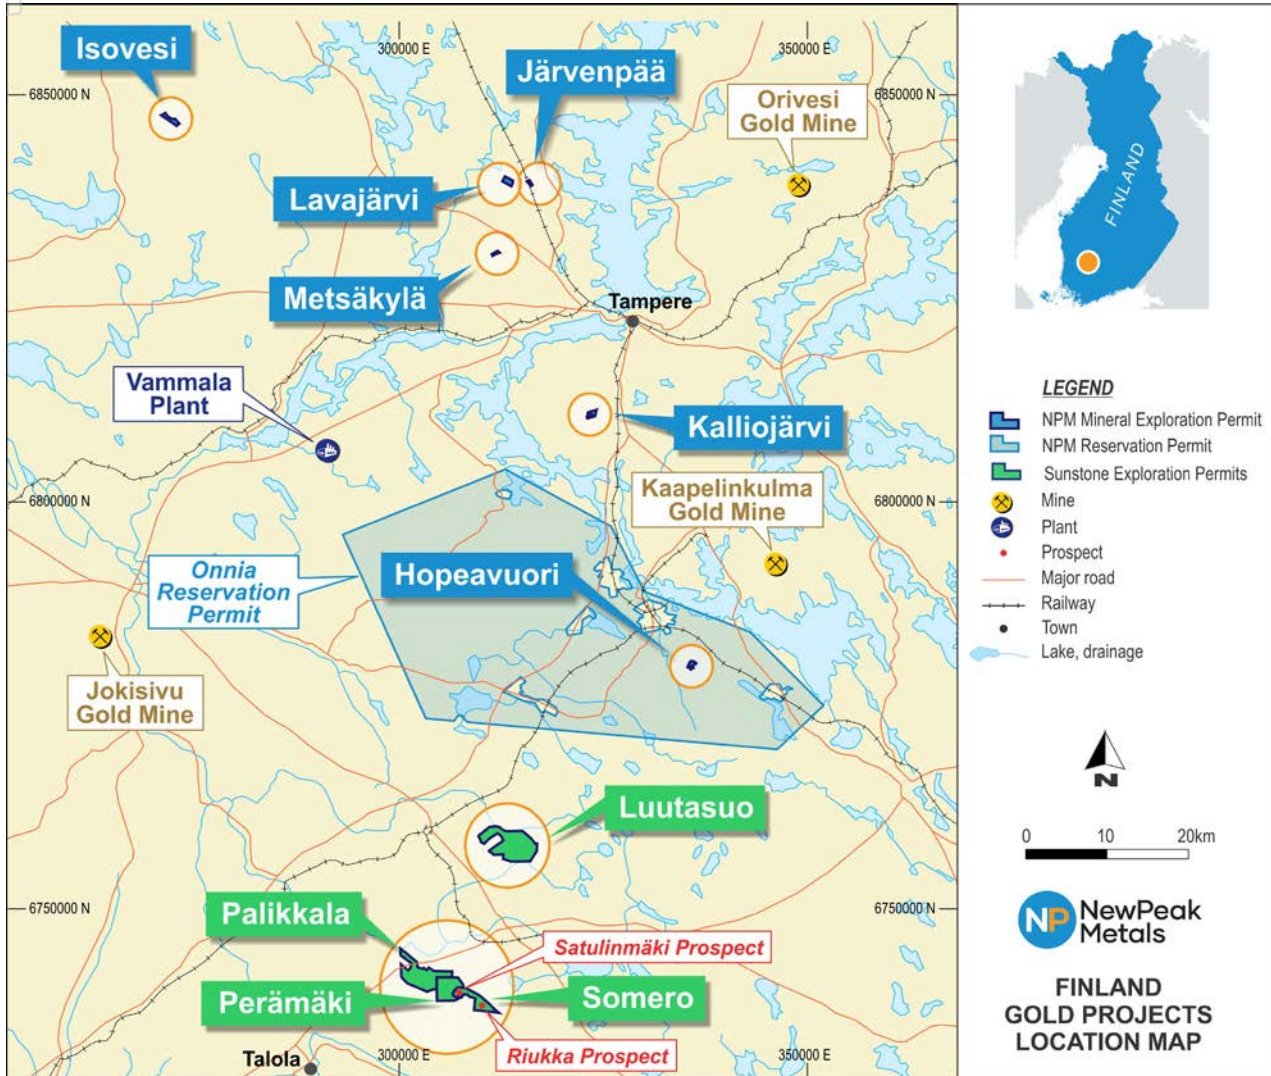 300000 E
350000 E
Isovesi
Järvenpää
6850000 N
6850000 N
Orivesi
Gold Mine
Lavajärvi
Metsäkylä
Tampere
Vammala
Plant
Kalliojärvi
Kaapelinkulma
Gold Mine
6800000 N
6800000 N
Onnia
Reservation
Permit
Hopeavuori
Jokisivu
Gold Mine
Luutasuo
Palikkala
6750000 N
6750000 N
Satulinmäki Prospect
Perämäki
Somero
Riukka Prospect
Talola
300000 E
350000 E
FINLAND
LEGEND
NPM Mineral Exploration Permit
NPM Reservation Permit
Sunstone Exploration Permits
Mine
Plant
Prospect
Major road
Railway
Town
Lake, drainage
N
0 10 20km
NP NewPeak
Metals
FINLAND
GOLD PROJECTS
LOCATION MAP